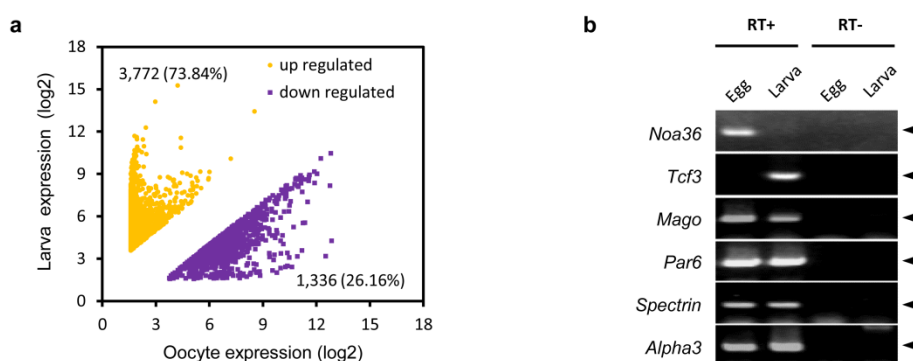 a
18
15
12
9
6
3
0
0 3 6 9 12 15 18
Larva expression (log2)
Oocyte expression (log2)
3,772 (73.84%)
up regulated
down regulated
1,336 (26.16%)
b
RT+ RT-
Egg Larva Egg Larva
Noa36
Tcf3
Mago
Par6
Spectrin
Alpha3